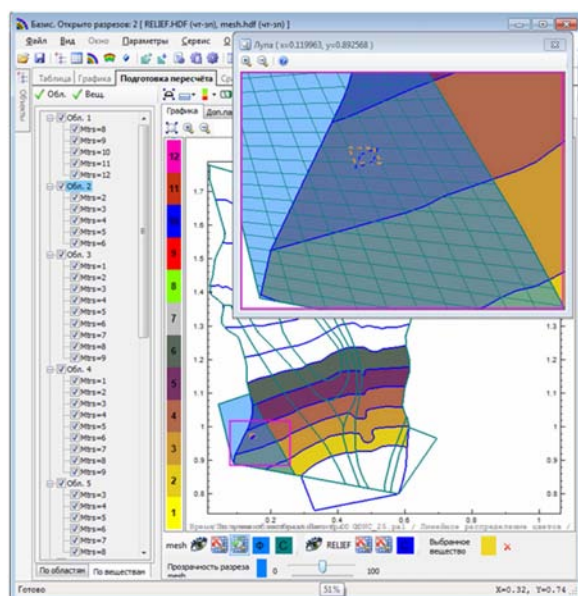 Базис. Открыто разрезов: 2 [ RELIEF.HDF (чт-зп), mesh.hdf (чт-зп) ]
Файл Вид Окно Параметры Сервис
Таблица Графика Подготовка пересчёта
Обл. Вещ.
Графика
Объекты
Лупа ( x=0.119963, y=0.892568 )
Обл. 1
Mtrs=8
Mtrs=9
Mtrs=10
Mtrs=11
Mtrs=12
Обл. 2
Mtrs=2
Mtrs=3
Mtrs=4
Mtrs=5
Mtrs=6
Обл. 3
Mtrs=3
Mtrs=4
Mtrs=5
Mtrs=6
Mtrs=7
Mtrs=8
Mtrs=9
Обл. 4
Mtrs=1
Mtrs=2
Mtrs=3
Mtrs=4
Mtrs=5
Mtrs=6
Mtrs=7
Mtrs=8
Mtrs=9
Обл. 5
Mtrs=3
Mtrs=4
Mtrs=5
Mtrs=6
Mtrs=7
Mtrs=8
12
11
10
9
8
7
6
5
4
3
2
1
1.7
1.6
1.5
1.4
1.3
1.2
1.1
1
0.9
0.8
0 0.2 0.4 0.6 0.8 1
Линейное распределение цветов /
mesh RELIEF Выбранное
вещество
Прозрачность разреза
mesh
0 100
По областям По веществам
Готово 51% X=0.32, Y=0.74